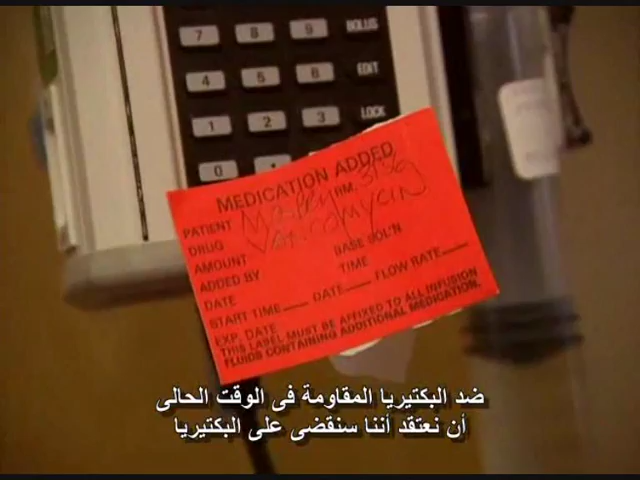 7 8 9 BOLUS
4 5 6 EDIT
1 2 3 LOCK
0 .
MEDICATION ADDED
PATIENT RM.
DRUG Vancomycin
AMOUNT BASE SOL'N
ADDED BY TIME
DATE DATE FLOW RATE
START TIME
EXP. DATE
THIS LABEL MUST BE AFFIXED TO ALL INFUSION
FLUIDS CONTAINING ADDITIONAL MEDICATION.
ضد البكتيريا المقاومة فى الوقت الحالى
أن نعتقد أننا سنقضى على البكتيريا